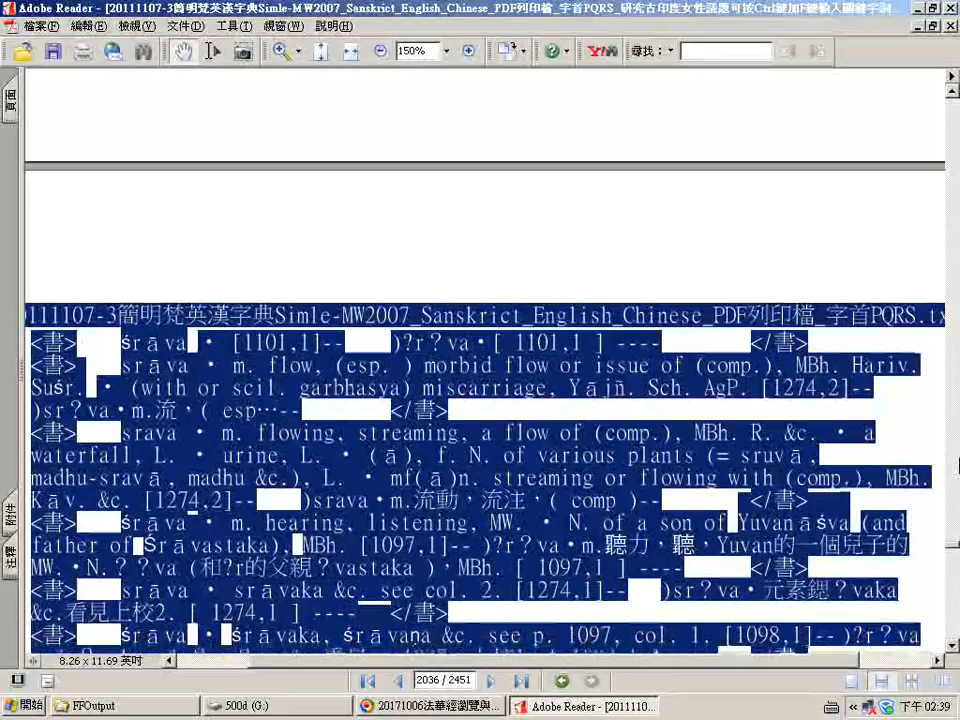 Adobe Reader - [20111107-3簡明梵英漢字典Simle-MW2007_Sanskrict_English_Chinese_PDF列印檔_字首PQRS_研究古印度女性議題可按Ctrl鍵加F鍵輸入關鍵字詞
檔案(F) 編輯(E) 檢視(V) 文件(D) 工具(T) 視窗(W) 說明(H)
150% Y! 尋找:
頁面
0111107-3簡明梵英漢字典Simle-MW2007_Sanskrict_English_Chinese_PDF列印檔_字首PQRS.tx
<書> śrāva • [1101,1]-- )?r?va•[ 1101,1 ] ---- </書>
<書> srāva • m. flow, (esp. ) morbid flow or issue of (comp.), MBh. Hariv.
Suśr. • (with or scil. garbhasya) miscarriage, Yājñ. Sch. AgP. [1274,2]--
)sr?va•m.流，( esp…-- </書>
<書> srava • m. flowing, streaming, a flow of (comp.), MBh. R. &c. • a
waterfall, L. • urine, L. • (ā), f. N. of various plants (= sruvā,
madhu-sravā, madhu &c.), L. • mf(ā)n. streaming or flowing with (comp.), MBh.
Kāv. &c. [1274,2]-- )srava•m.流動，流注，( comp )-- </書>
<書> śrāva • m. hearing, listening, MW. • N. of a son of Yuvanāśva (and
father of Śrāvastaka), MBh. [1097,1]-- )?r?va•m.聽力，聽，Yuvan的一個兒子的
MW.•N.??va (和?r的父親?vastaka )，MBh.[ 1097,1 ] ---- </書>
<書> srāva • srāvaka &c. see col. 2. [1274,1]-- )sr?va•元素鍶?vaka
&c.看見上校2. [ 1274,1 ] ---- </書>
<書> śrāva • śrāvaka, śrāvaṇa &c. see p. 1097, col. 1. [1098,1]-- )?r?va
附件
注釋
8.26 x 11.69 英吋
2036 / 2451
開始 FFOutput 500d (G:) 20171006法華經瀏覽與... Adobe Reader - [2011110... 下午 02:39